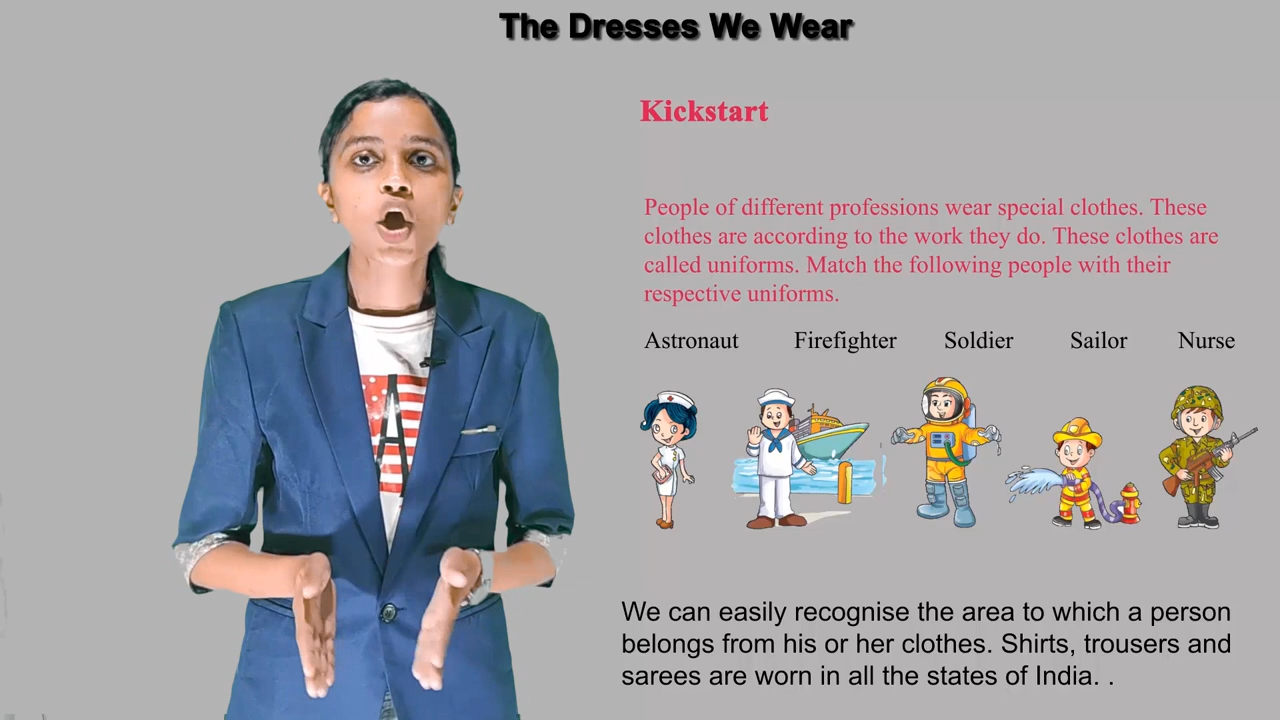 The Dresses We Wear
Kickstart
People of different professions wear special clothes. These
clothes are according to the work they do. These clothes are
called uniforms. Match the following people with their
respective uniforms.
Astronaut Firefighter Soldier Sailor Nurse
A
We can easily recognise the area to which a person
belongs from his or her clothes. Shirts, trousers and
sarees are worn in all the states of India. .